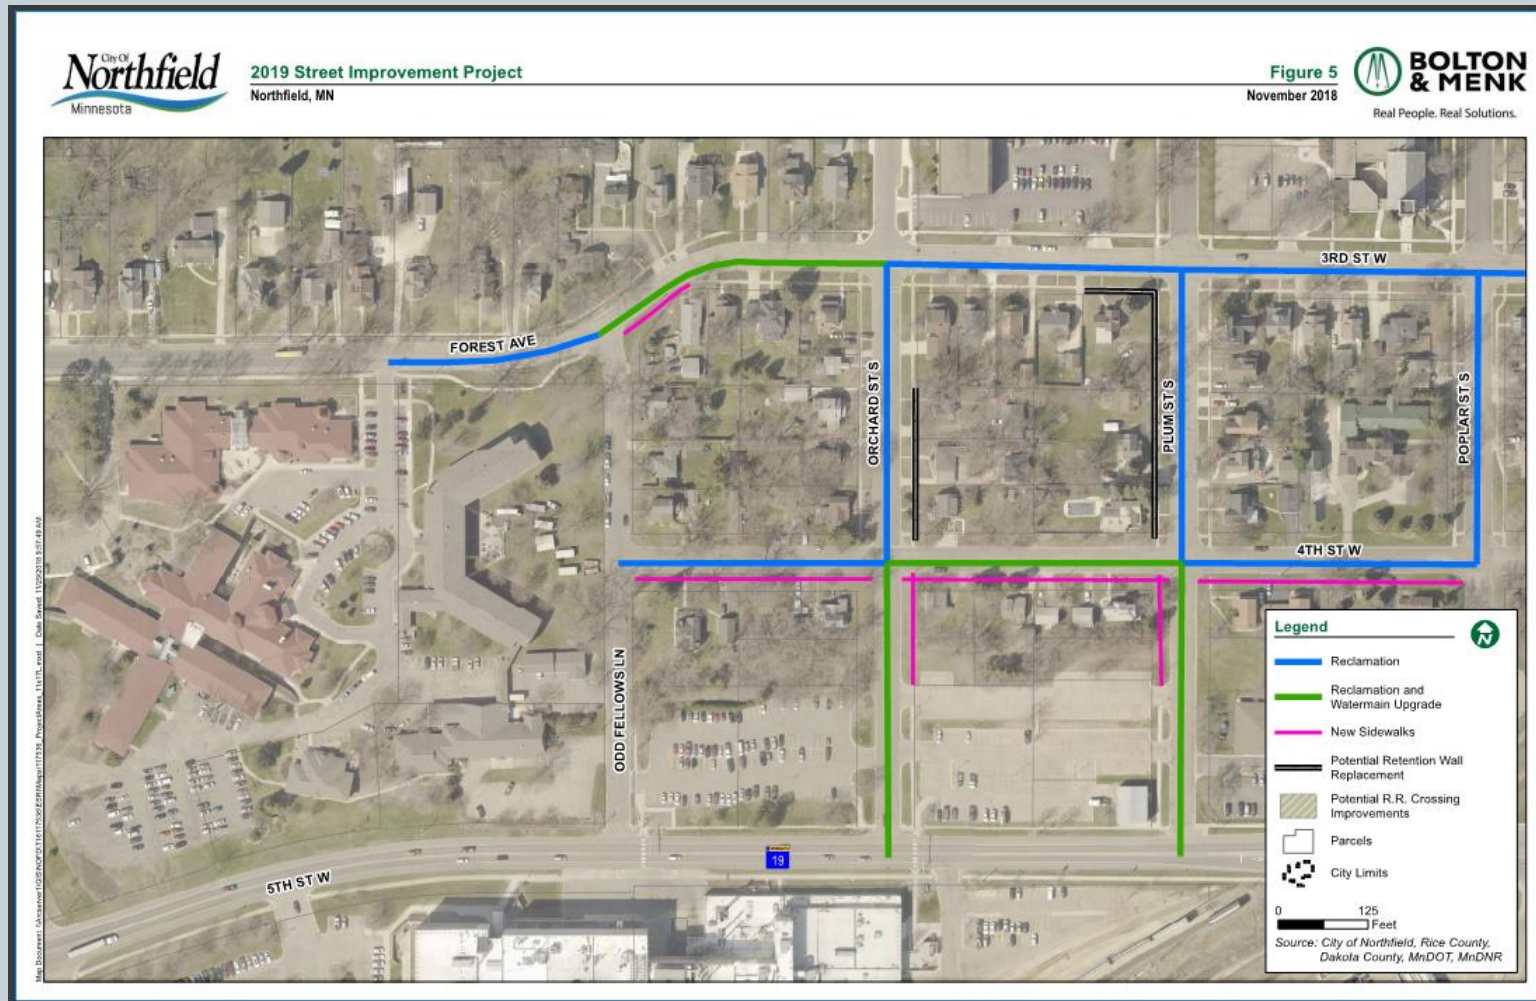 City Of
Northfield
Minnesota
2019 Street Improvement Project
Northfield, MN
Figure 5
November 2018
BOLTON
& MENK
Real People. Real Solutions.
3RD ST W
FOREST AVE
ORCHARD ST S
PLUM ST S
POPLAR ST S
4TH ST W
ODD FELLOWS LN
19
5TH ST W
Legend
N
Reclamation
Reclamation and
Watermain Upgrade
New Sidewalks
Potential Retention Wall
Replacement
Potential R.R. Crossing
Improvements
Parcels
City Limits
0 125
Feet
Source: City of Northfield, Rice County,
Dakota County, MnDOT, MnDNR